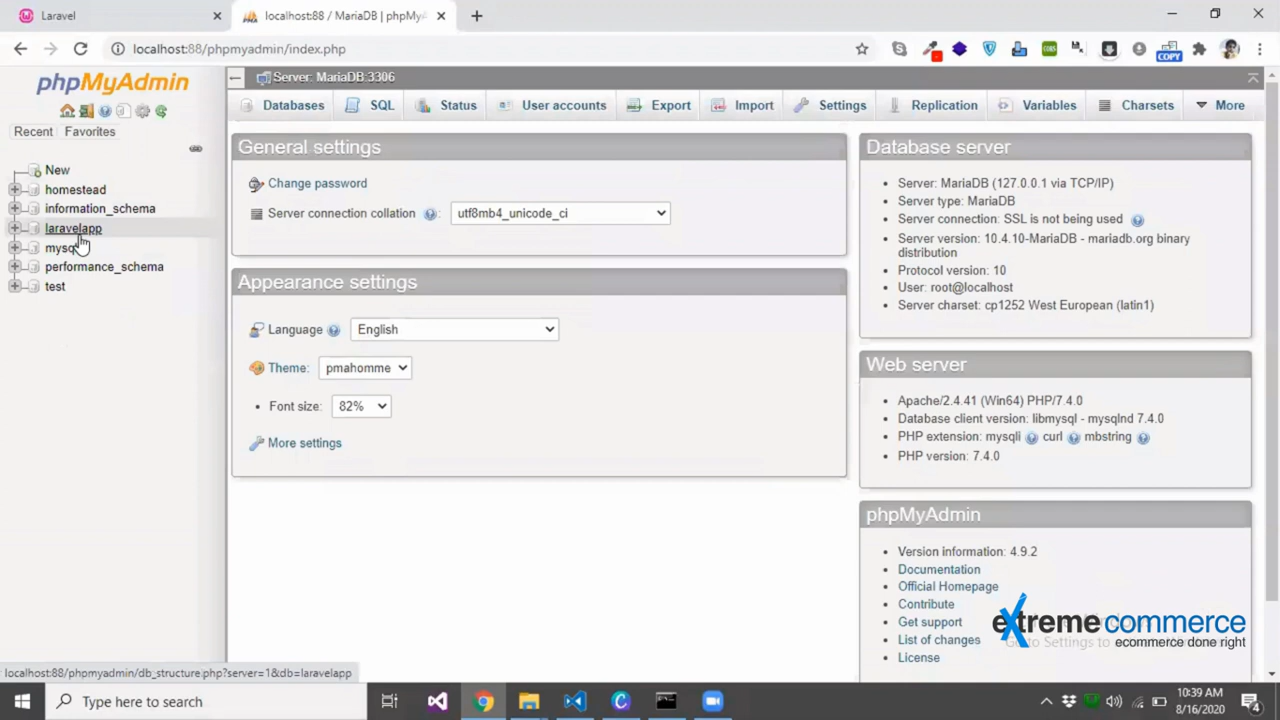 Laravel
localhost:88 / MariaDB | phpMyA
localhost:88/phpmyadmin/index.php
COPY
phpMyAdmin
Recent
Favorites
New
homestead
information_schema
laravelapp
mysql
performance_schema
test
Server: MariaDB:3306
Databases
SQL
Status
User accounts
Export
Import
Settings
Replication
Variables
Charsets
More
General settings
Change password
Server connection collation
:
utf8mb4_unicode_ci
Appearance settings
Language
English
Theme:
pmahomme
Font size:
82%
More settings
Database server
Server: MariaDB (127.0.0.1 via TCP/IP)
Server type: MariaDB
Server connection: SSL is not being used
Server version: 10.4.10-MariaDB - mariadb.org binary
distribution
Protocol version: 10
User: root@localhost
Server charset: cp1252 West European (latin1)
Web server
Apache/2.4.41 (Win64) PHP/7.4.0
Database client version: libmysql - mysqlnd 7.4.0
PHP extension: mysqli curl mbstring
PHP version: 7.4.0
phpMyAdmin
Version information: 4.9.2
Documentation
Official Homepage
Contribute
Get support
List of changes
License
extreme commerce
ecommerce done right
localhost:88/phpmyadmin/db_structure.php?server=1&db=laravelapp
Type here to search
10:39 AM
8/16/2020
4